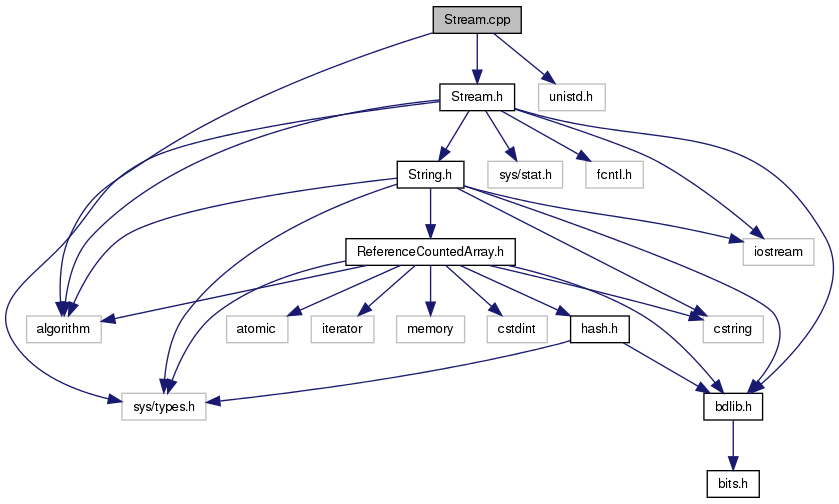 Stream.cpp
Stream.h
unistd.h
String.h
sys/stat.h
fcntl.h
ReferenceCountedArray.h
iostream
algorithm
atomic
iterator
memory
cstdint
hash.h
cstring
sys/types.h
bdlib.h
bits.h